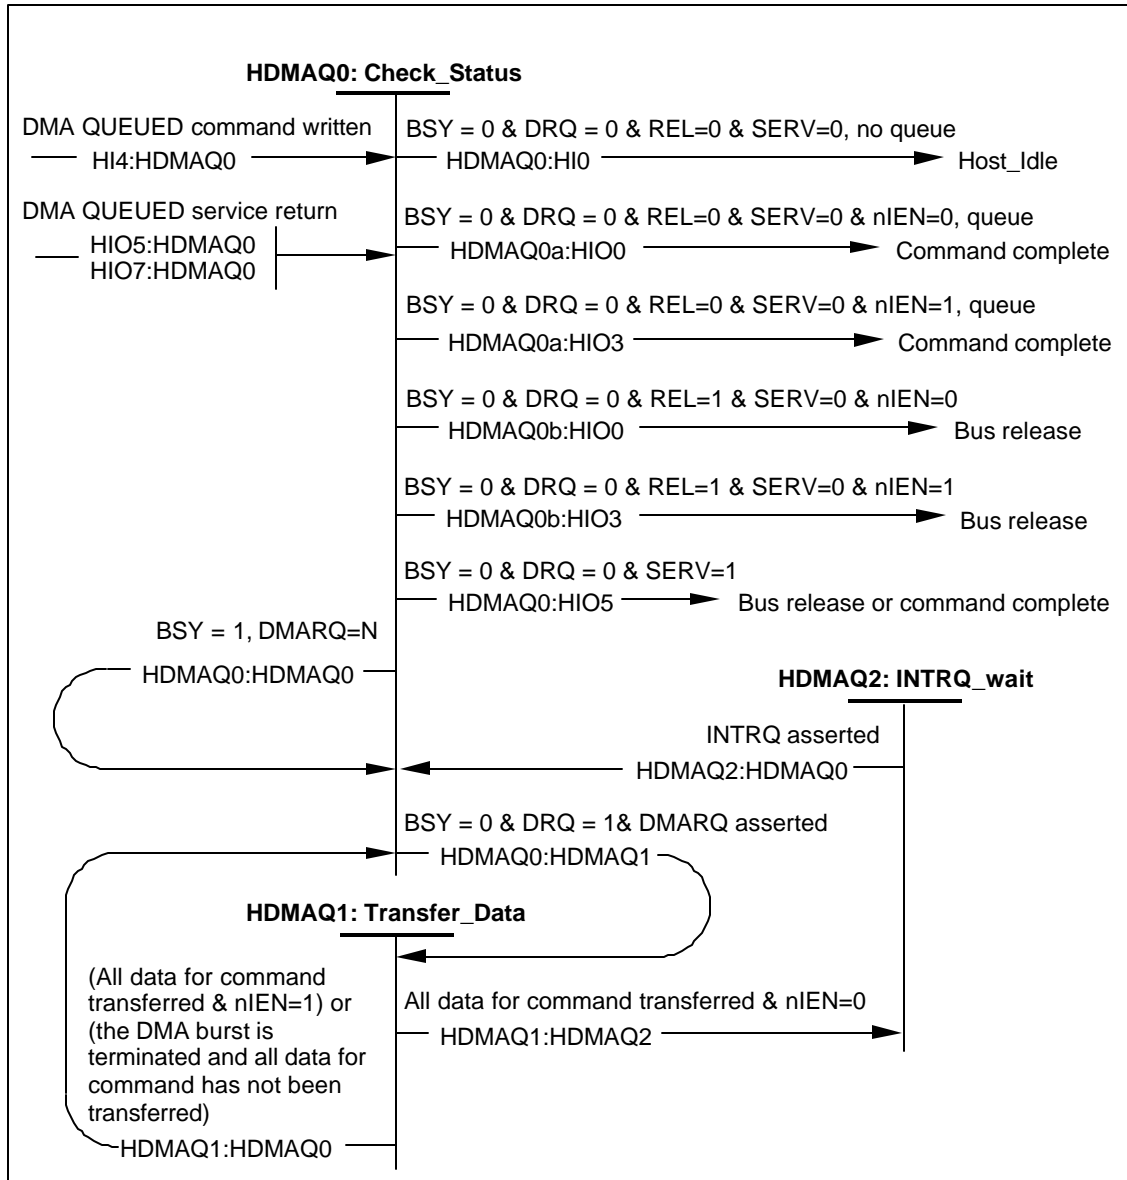 HDMAQ0: Check_Status
DMA QUEUED command written
HI4:HDMAQ0
BSY = 0 & DRQ = 0 & REL=0 & SERV=0, no queue
HDMAQ0:HI0
Host_Idle
DMA QUEUED service return
HIO5:HDMAQ0
HIO7:HDMAQ0
BSY = 0 & DRQ = 0 & REL=0 & SERV=0 & nIEN=0, queue
HDMAQ0a:HIO0
Command complete
BSY = 0 & DRQ = 0 & REL=0 & SERV=0 & nIEN=1, queue
HDMAQ0a:HIO3
Command complete
BSY = 0 & DRQ = 0 & REL=1 & SERV=0 & nIEN=0
HDMAQ0b:HIO0
Bus release
BSY = 0 & DRQ = 0 & REL=1 & SERV=0 & nIEN=1
HDMAQ0b:HIO3
Bus release
BSY = 0 & DRQ = 0 & SERV=1
HDMAQ0:HIO5
Bus release or command complete
BSY = 1, DMARQ=N
HDMAQ0:HDMAQ0
HDMAQ2: INTRQ_wait
INTRQ asserted
HDMAQ2:HDMAQ0
BSY = 0 & DRQ = 1& DMARQ asserted
HDMAQ0:HDMAQ1
HDMAQ1: Transfer_Data
(All data for command
transferred & nIEN=1) or
(the DMA burst is
terminated and all data for
command has not been
transferred)
HDMAQ1:HDMAQ0
All data for command transferred & nIEN=0
HDMAQ1:HDMAQ2